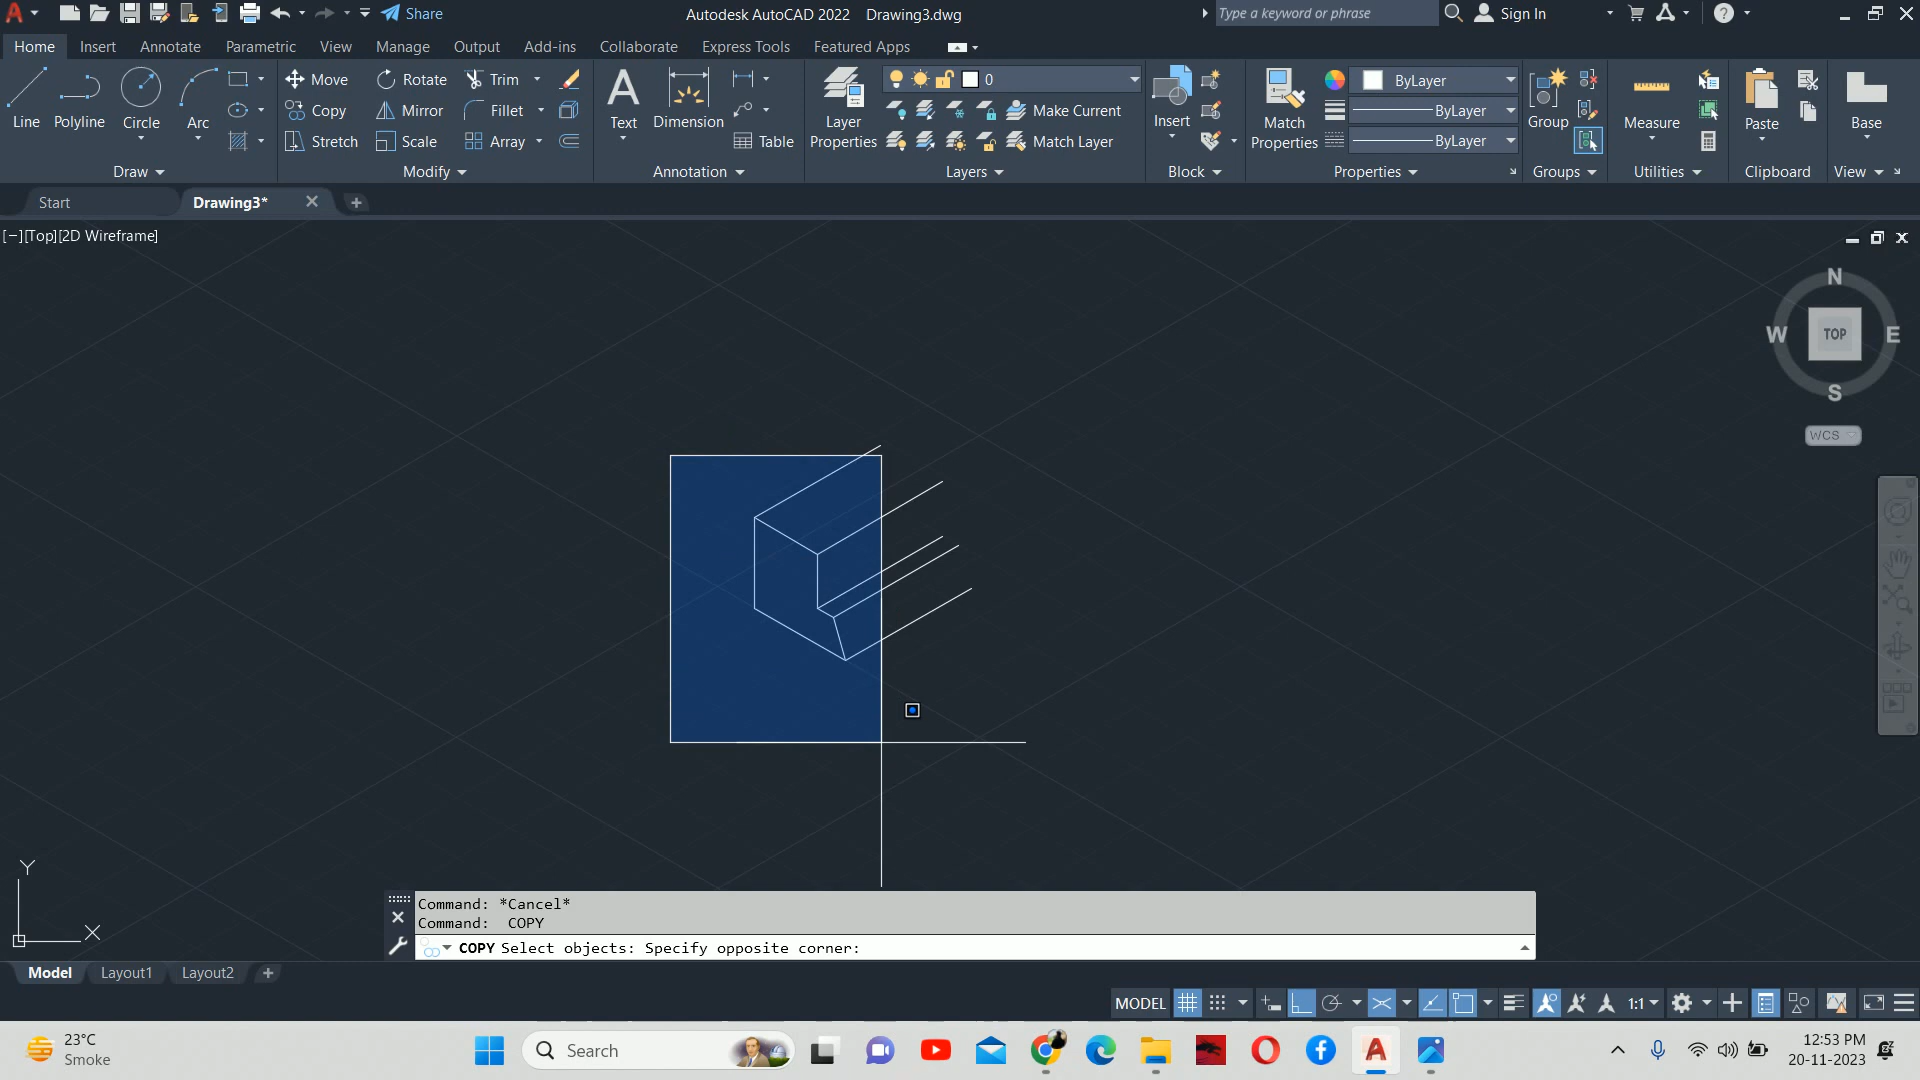 Share
Autodesk AutoCAD 2022 Drawing3.dwg
Type a keyword or phrase
Sign In
Home Insert Annotate Parametric View Manage Output Add-ins Collaborate Express Tools Featured Apps
Line Polyline Circle Arc
Draw
Move Rotate Trim
Copy Mirror Fillet
Stretch Scale Array
Modify
Text Dimension Table
Annotation
Layer
Properties
0
Make Current
Match Layer
Layers
Insert
Block
Match
Properties
ByLayer
ByLayer
ByLayer
Properties
Group
Groups
Measure
Utilities
Paste
Clipboard
Base
View
Start Drawing3*
[−][Top][2D Wireframe]
N
W TOP E
S
WCS
Y
X
Command: *Cancel*
Command: COPY
COPY Select objects: Specify opposite corner:
Model Layout1 Layout2
MODEL 1:1
23°C
Smoke
Search
12:53 PM
20-11-2023